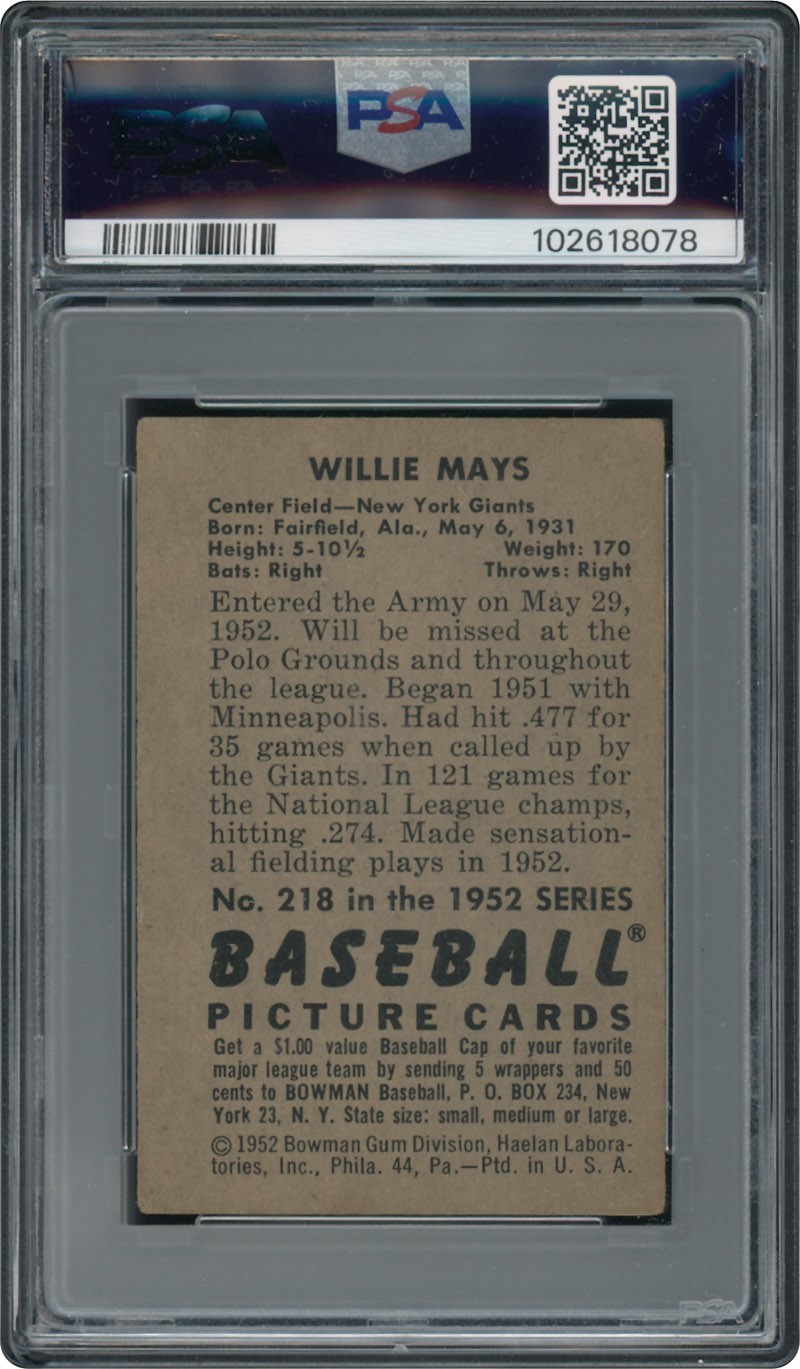 PSA
PSA
102618078
WILLIE MAYS
Center Field—New York Giants
Born: Fairfield, Ala., May 6, 1931
Height: 5-10½ Weight: 170
Bats: Right Throws: Right
Entered the Army on May 29,
1952. Will be missed at the
Polo Grounds and throughout
the league. Began 1951 with
Minneapolis. Had hit .477 for
35 games when called up by
the Giants. In 121 games for
the National League champs,
hitting .274. Made sensation-
al fielding plays in 1952.
No. 218 in the 1952 SERIES
BASEBALL®
PICTURE CARDS
Get a $1.00 value Baseball Cap of your favorite
major league team by sending 5 wrappers and 50
cents to BOWMAN Baseball, P. O. BOX 234, New
York 23, N. Y. State size: small, medium or large.
© 1952 Bowman Gum Division, Haelan Labora-
tories, Inc., Phila. 44, Pa.—Ptd. in U. S. A.
PSA